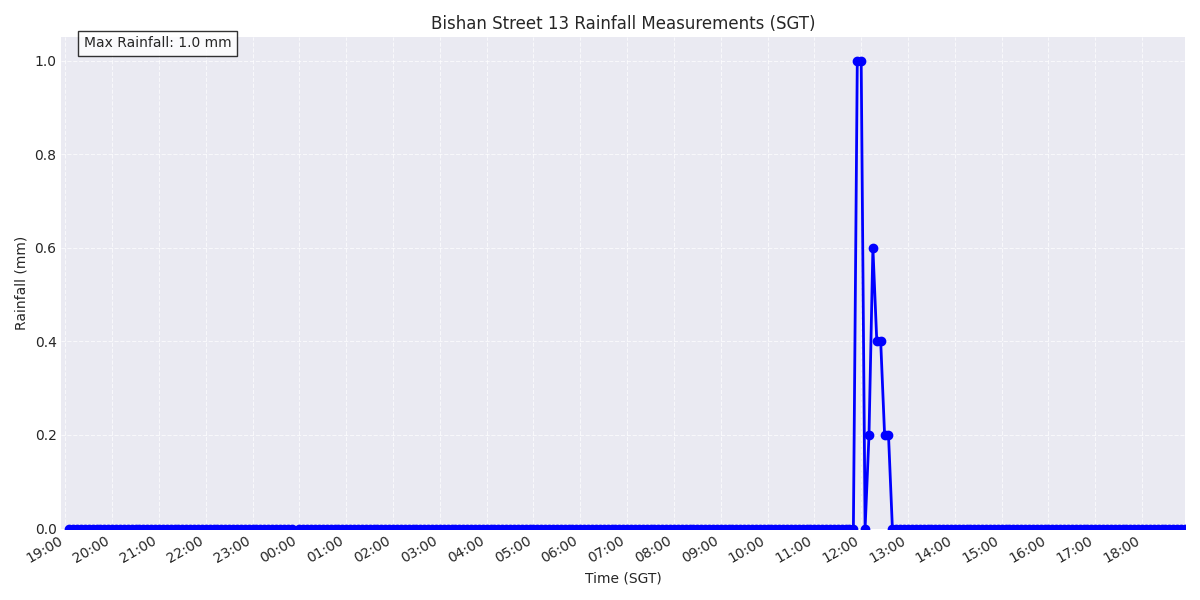 Bishan Street 13 Rainfall Measurements (SGT)
Max Rainfall: 1.0 mm
1.0
0.8
0.6
0.4
0.2
0.0
Rainfall (mm)
19:00 20:00 21:00 22:00 23:00 00:00 01:00 02:00 03:00 04:00 05:00 06:00 07:00 08:00 09:00 10:00 11:00 12:00 13:00 14:00 15:00 16:00 17:00 18:00
Time (SGT)